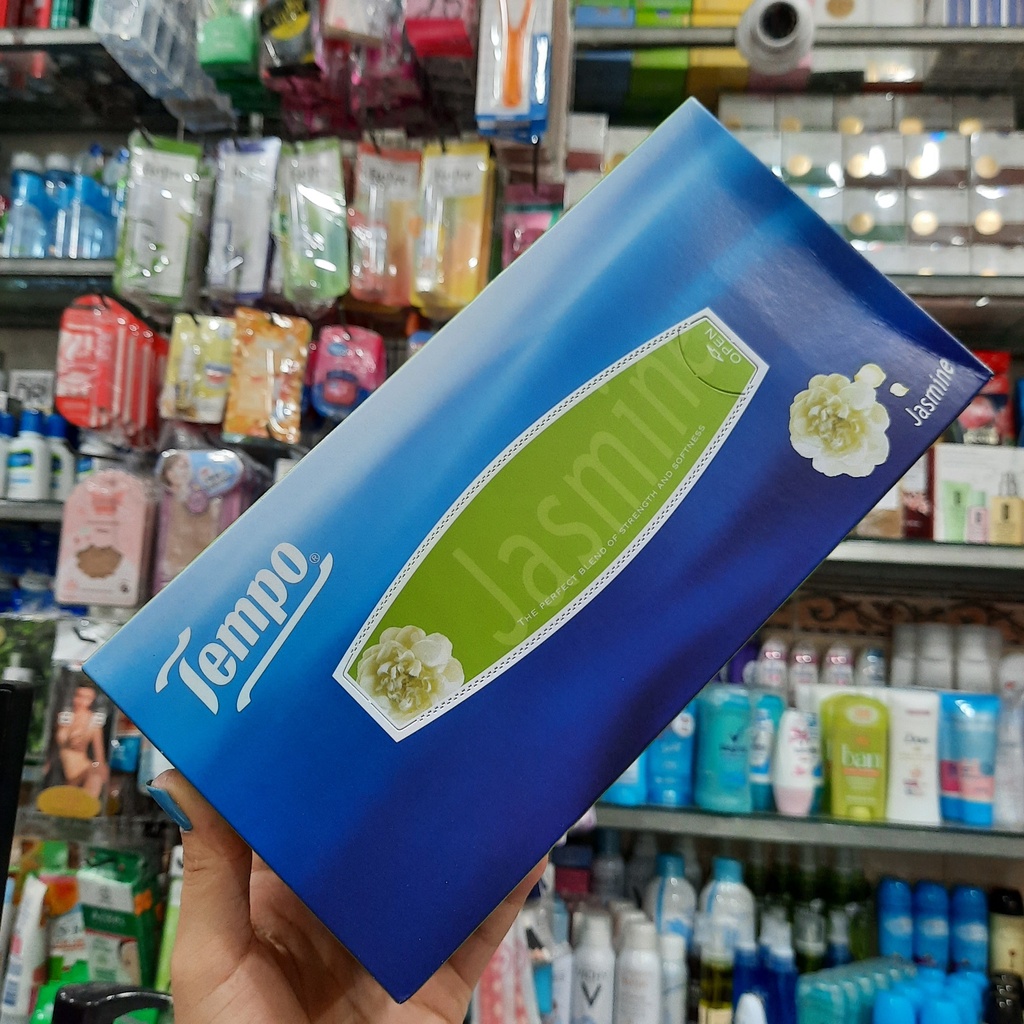 Tempo®
Jasmine
THE PERFECT BLEND OF STRENGTH AND SOFTNESS
OPEN
Jasmine
ban
Dove
V